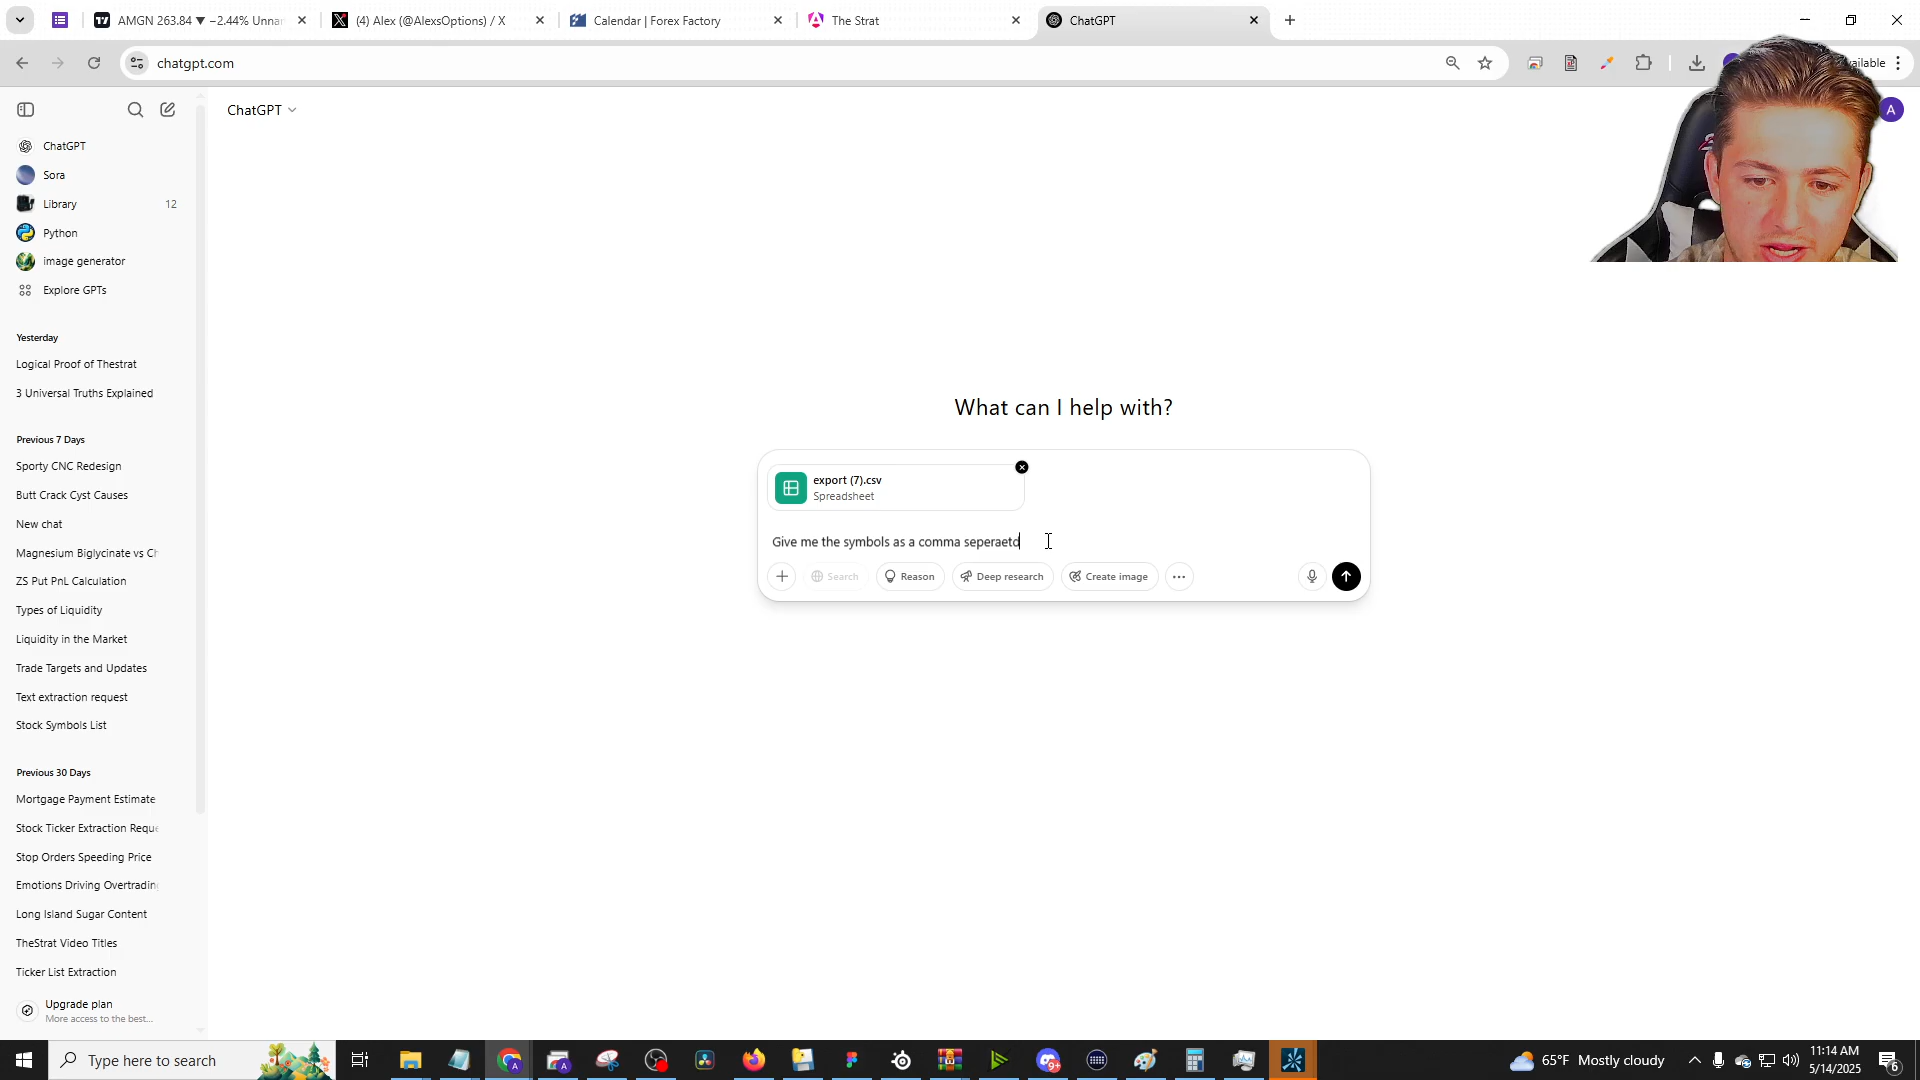 AMGN 263.84 ▼ −2.44% Unnar
(4) Alex (@AlexsOptions) / X
Calendar | Forex Factory
The Strat
ChatGPT
chatgpt.com
ailable
ChatGPT
A
ChatGPT
Sora
Library 12
Python
image generator
Explore GPTs
Yesterday
Logical Proof of Thestrat
3 Universal Truths Explained
Previous 7 Days
Sporty CNC Redesign
Butt Crack Cyst Causes
New chat
Magnesium Biglycinate vs Ch
ZS Put PnL Calculation
Types of Liquidity
Liquidity in the Market
Trade Targets and Updates
Text extraction request
Stock Symbols List
Previous 30 Days
Mortgage Payment Estimate
Stock Ticker Extraction Reque
Stop Orders Speeding Price
Emotions Driving Overtrading
Long Island Sugar Content
TheStrat Video Titles
Ticker List Extraction
Upgrade plan
More access to the best...
What can I help with?
export (7).csv
Spreadsheet
Give me the symbols as a comma seperaetd
Search
Reason
Deep research
Create image
Type here to search
9+
65°F Mostly cloudy
11:14 AM
5/14/2025
6